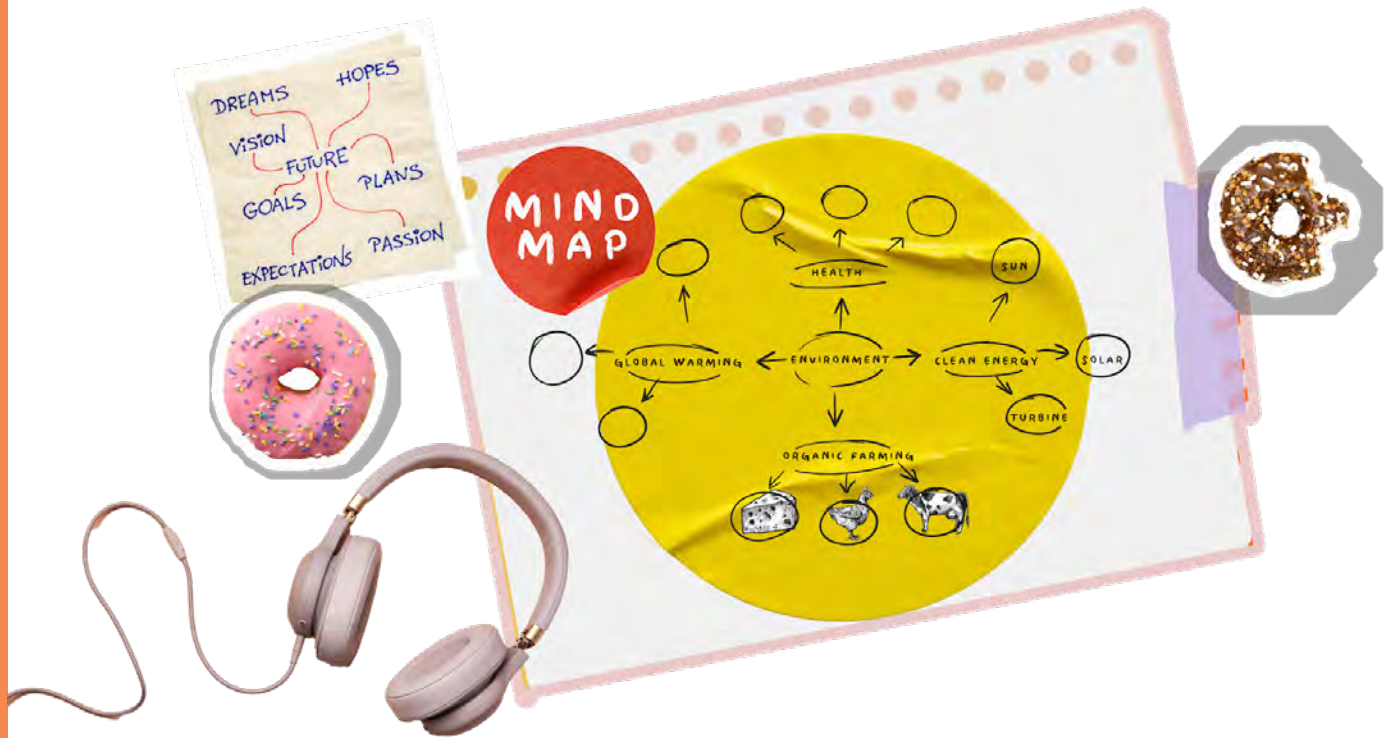 DREAMS
HOPES
VISION
FUTURE
PLANS
GOALS
PASSION
EXPECTATIONS
MIND
MAP
HEALTH
SUN
GLOBAL WARMING
ENVIRONMENT
CLEAN ENERGY
SOLAR
TURBINE
ORGANIC FARMING